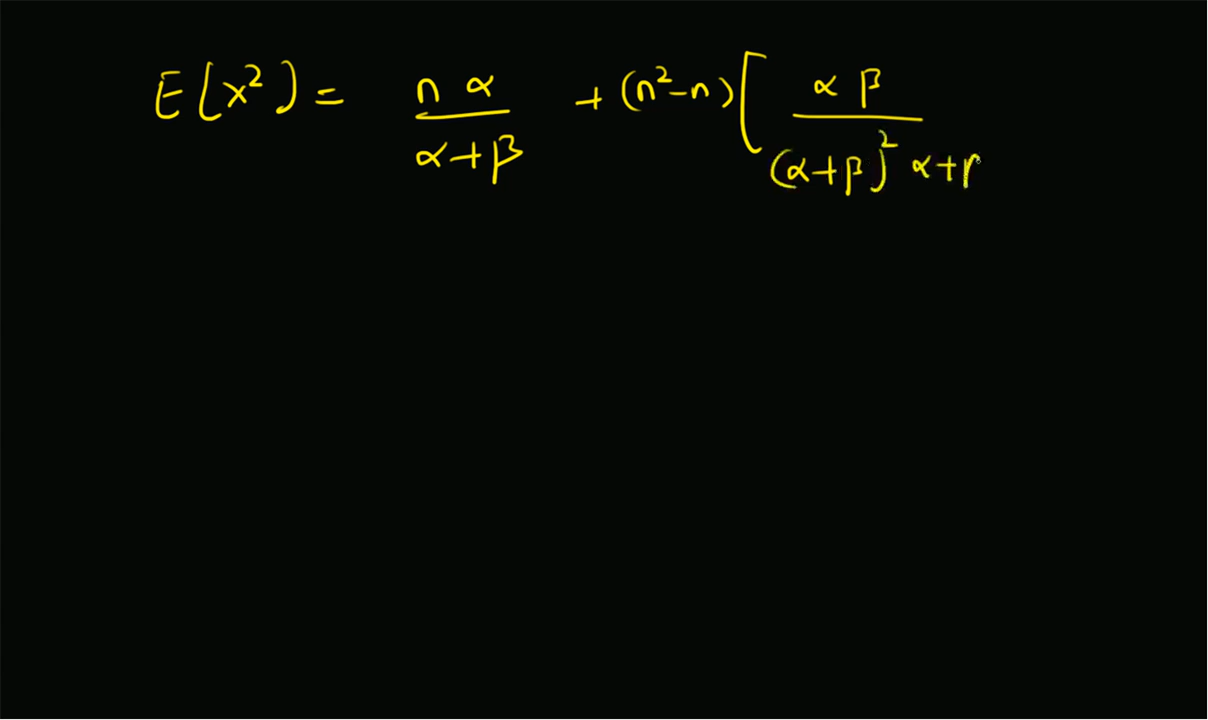 E(x²) = nα/(α+β) + (n²-n)[αβ/(α+β)² α+β